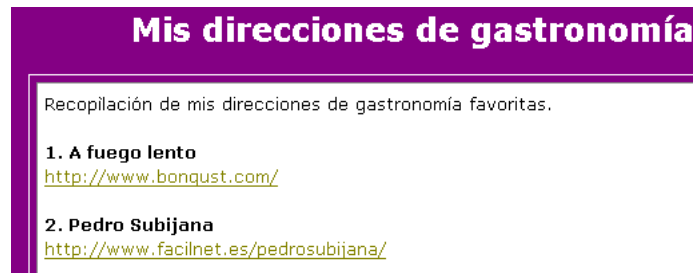 Mis direcciones de gastronomía
Recopilación de mis direcciones de gastronomía favoritas.
1. A fuego lento
http://www.bongust.com/
2. Pedro Subijana
http://www.facilnet.es/pedrosubijana/